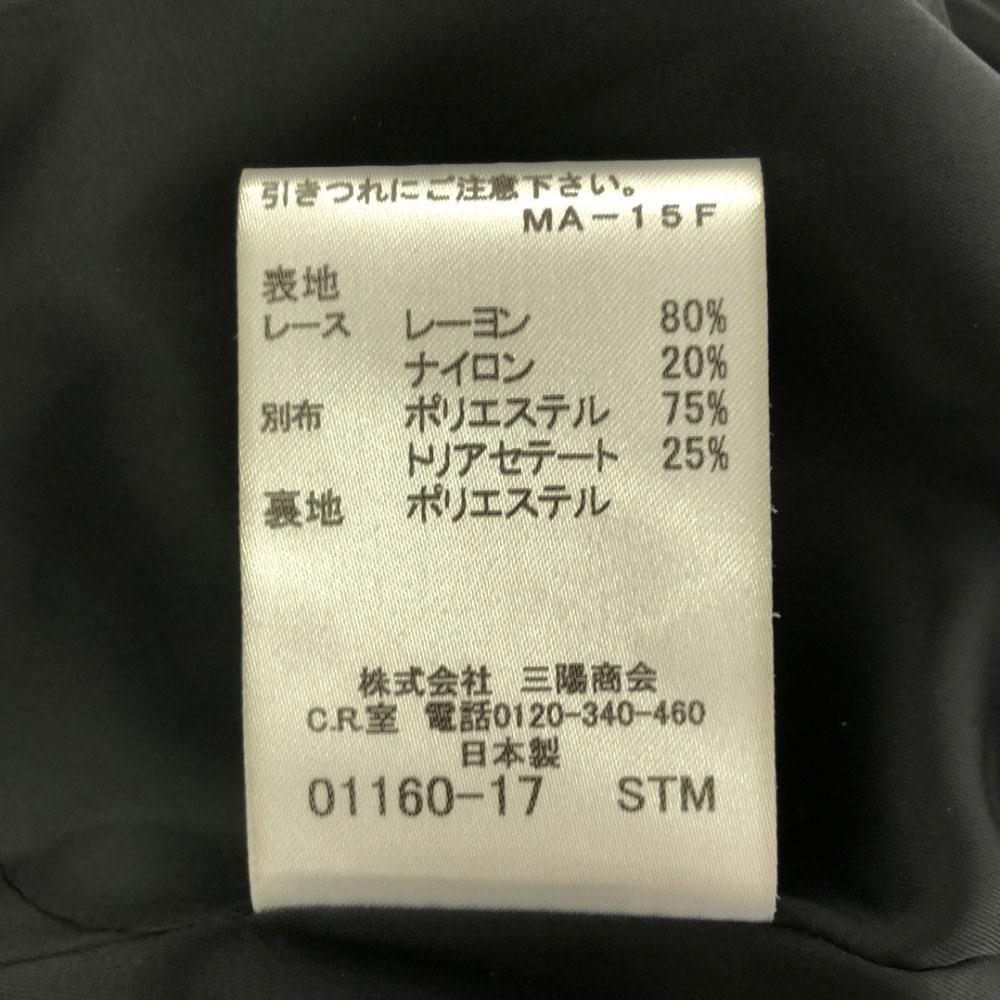 引きつれにご注意下さい。
MA-15F
表地
レース レーヨン 80%
ナイロン 20%
別布 ポリエステル 75%
トリアセテート 25%
裏地 ポリエステル
株式会社 三陽商会
C.R.室 電話0120-340-460
日本製
01160-17 STM